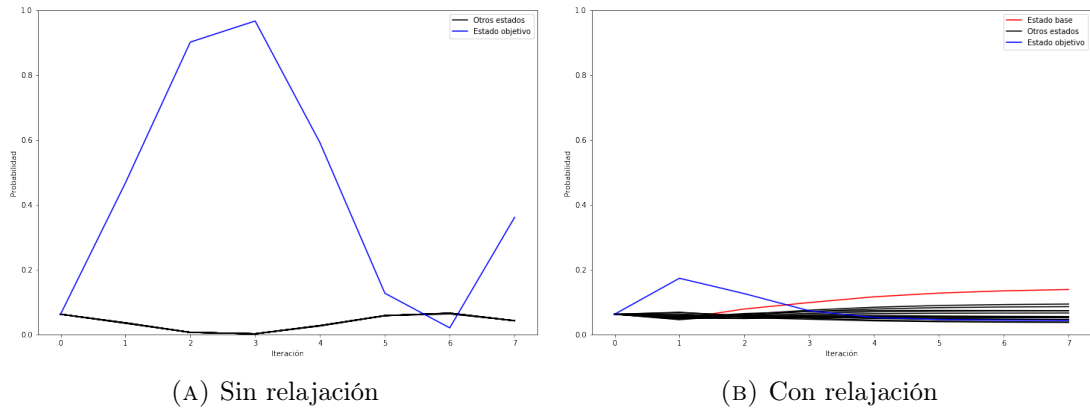 1.0
0.8
0.6
0.4
0.2
0.0
Probabilidad
0 1 2 3 4 5 6 7
Iteración
Otros estados
Estado objetivo
(A) Sin relajación
1.0
0.8
0.6
0.4
0.2
0.0
Probabilidad
0 1 2 3 4 5 6 7
Iteración
Estado base
Otros estados
Estado objetivo
(B) Con relajación